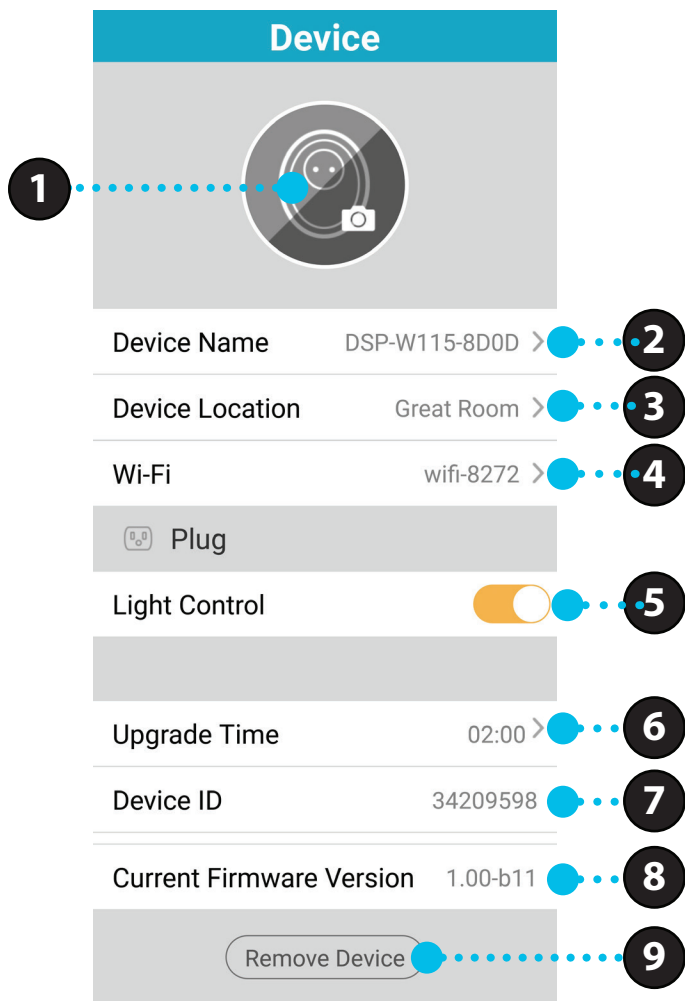 Device
1
Device Name DSP-W115-8D0D 2
Device Location Great Room 3
Wi-Fi wifi-8272 4
Plug
Light Control 5
Upgrade Time 02:00 6
Device ID 34209598 7
Current Firmware Version 1.00-b11 8
Remove Device 9